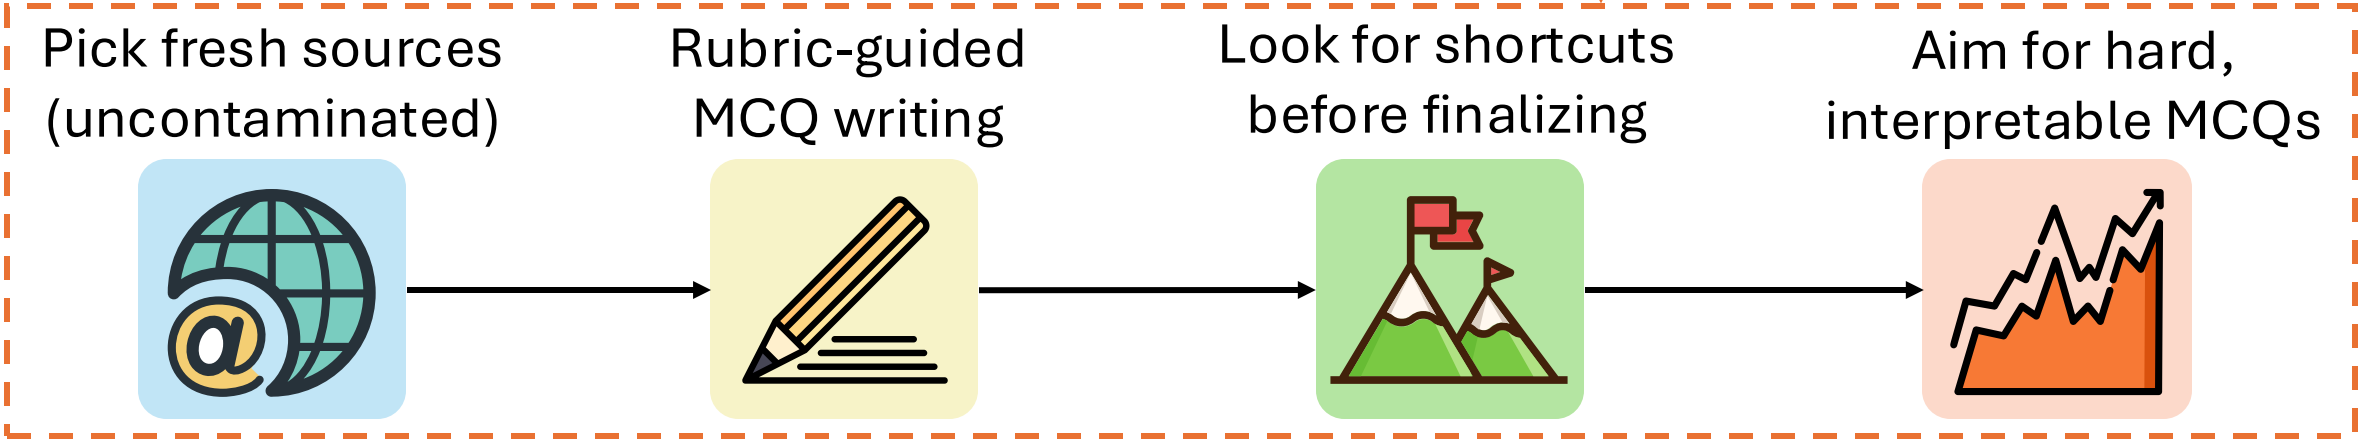 Pick fresh sources
(uncontaminated)
Rubric-guided
MCQ writing
Look for shortcuts
before finalizing
Aim for hard,
interpretable MCQs
@